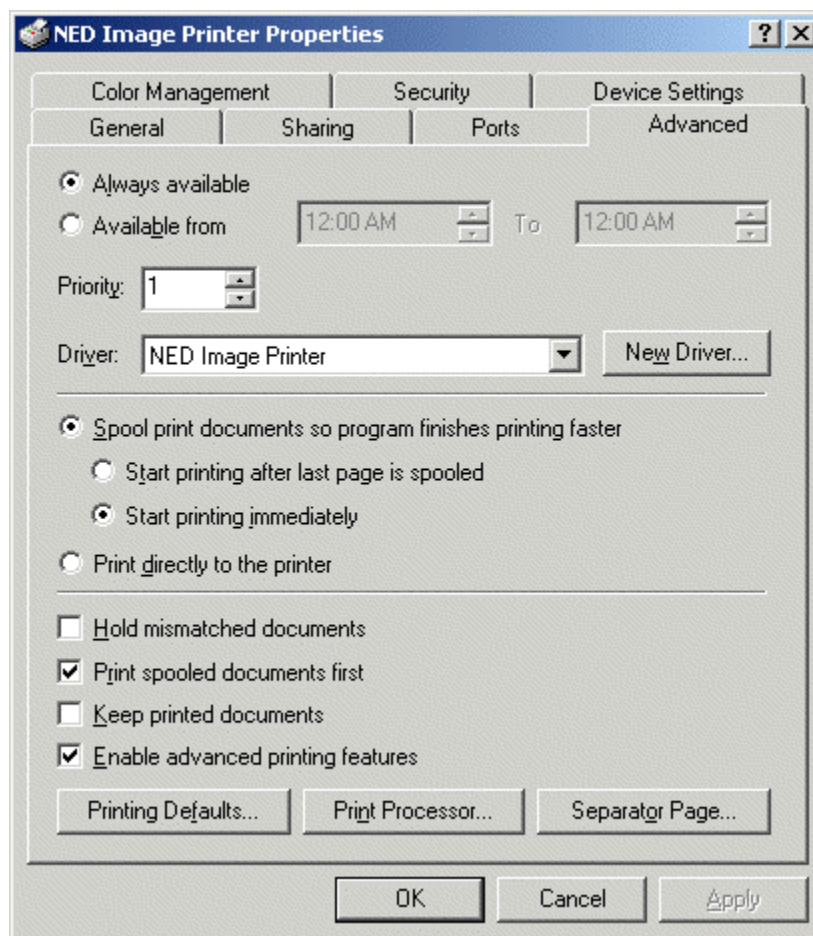 NED Image Printer Properties
Color Management Security Device Settings
General Sharing Ports Advanced
Always available
Available from 12:00 AM To 12:00 AM
Priority: 1
Driver: NED Image Printer New Driver...
Spool print documents so program finishes printing faster
Start printing after last page is spooled
Start printing immediately
Print directly to the printer
Hold mismatched documents
Print spooled documents first
Keep printed documents
Enable advanced printing features
Printing Defaults... Print Processor... Separator Page...
OK Cancel Apply